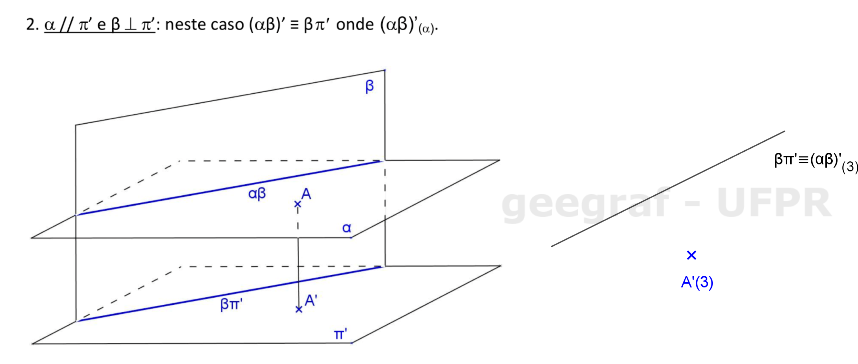 2. α // π′ e β ⊥ π′: neste caso (αβ)′ ≡ βπ′ onde (αβ)′(α).
β
αβ
A
α
βπ'
A'
π'
βπ'≡(αβ)'(3)
geegraf - UFPR
A'(3)